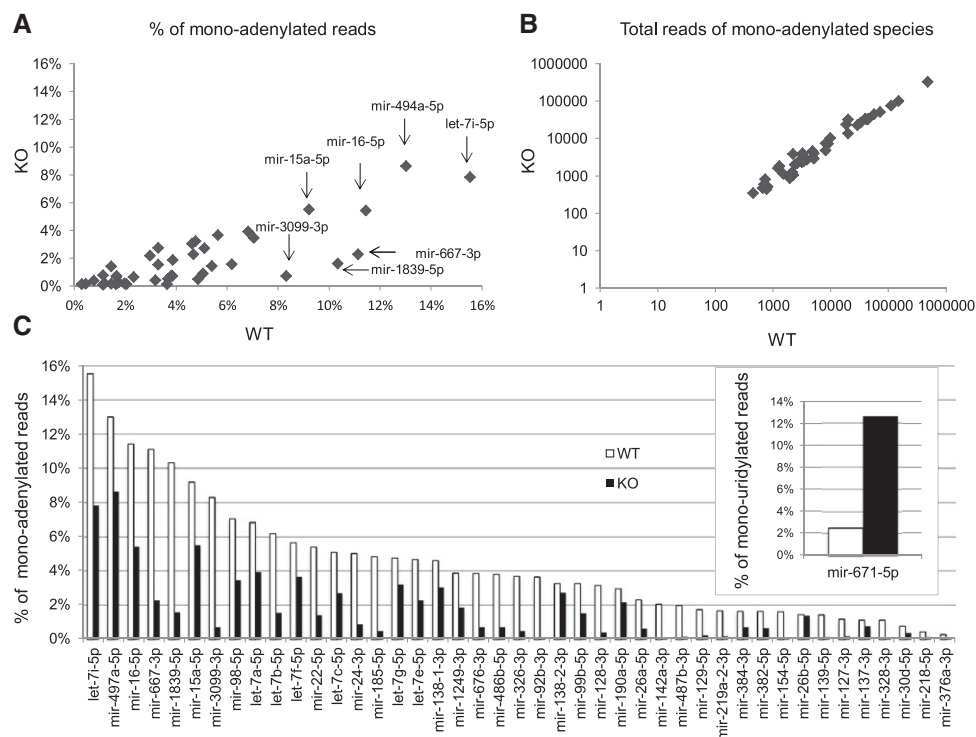 A
% of mono-adenylated reads
16%
14%
12%
10%
8%
6%
4%
2%
0%
KO
mir-494a-5p
let-7i-5p
mir-16-5p
mir-15a-5p
mir-3099-3p
mir-667-3p
mir-1839-5p
0% 2% 4% 6% 8% 10% 12% 14% 16%
WT
B
Total reads of mono-adenylated species
1000000
100000
10000
1000
100
10
1
KO
1 10 100 1000 10000 100000 1000000
WT
C
% of mono-adenylated reads
16%
14%
12%
10%
8%
6%
4%
2%
0%
WT
KO
let-7i-5p
mir-497a-5p
mir-16-5p
mir-667-3p
mir-1839-5p
mir-15a-5p
mir-3099-3p
mir-98-5p
let-7a-5p
let-7b-5p
let-7f-5p
mir-22-5p
let-7c-5p
mir-24-3p
mir-185-5p
let-7g-5p
let-7e-5p
mir-138-1-3p
mir-1249-3p
mir-676-3p
mir-486b-5p
mir-326-3p
mir-92b-3p
mir-138-2-3p
mir-99b-5p
mir-128-3p
mir-190a-5p
mir-26a-5p
mir-142a-3p
mir-487b-3p
mir-129-5p
mir-219a-2-3p
mir-384-3p
mir-382-5p
mir-154-5p
mir-26b-5p
mir-139-5p
mir-127-3p
mir-137-3p
mir-328-3p
mir-30d-5p
mir-218-5p
mir-376a-3p
% of mono-uridylated reads
14%
12%
10%
8%
6%
4%
2%
0%
mir-671-5p